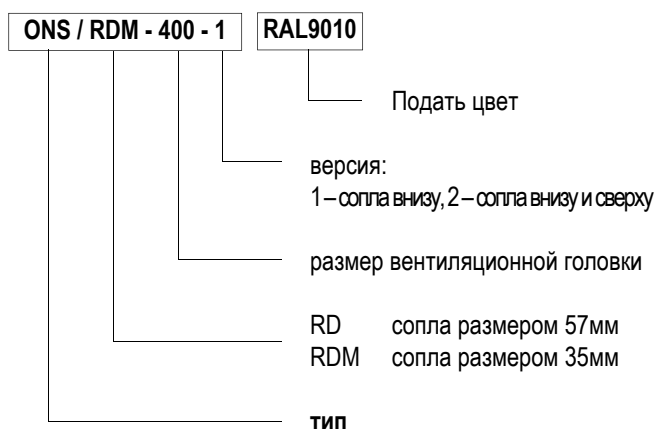 ONS / RDM - 400 - 1 RAL9010
Подать цвет
версия:
1 – сопла внизу, 2 – сопла внизу и сверху
размер вентиляционной головки
RD сопла размером 57мм
RDM сопла размером 35мм
тип